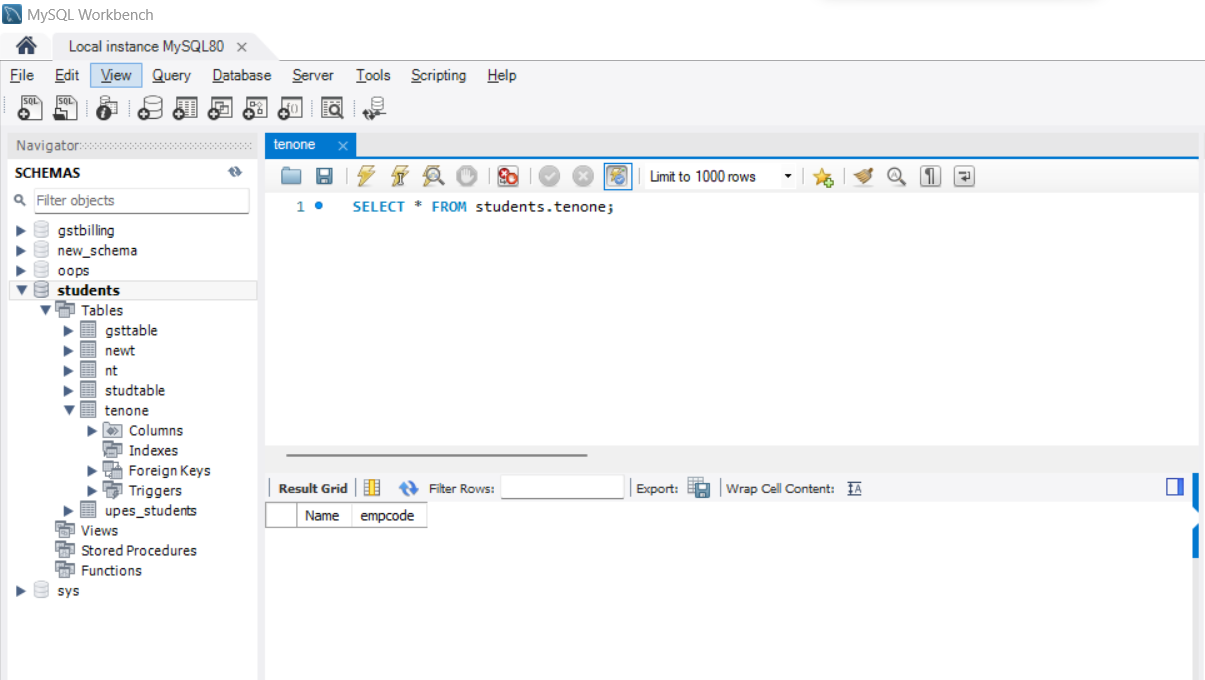 MySQL Workbench
Local instance MySQL80
File Edit View Query Database Server Tools Scripting Help
Navigator
SCHEMAS
Filter objects
gstbilling
new_schema
oops
students
Tables
gsttable
newt
nt
studtable
tenone
Columns
Indexes
Foreign Keys
Triggers
upes_students
Views
Stored Procedures
Functions
sys
tenone
Limit to 1000 rows
1 SELECT * FROM students.tenone;
Result Grid Filter Rows: Export: Wrap Cell Content:
Name empcode